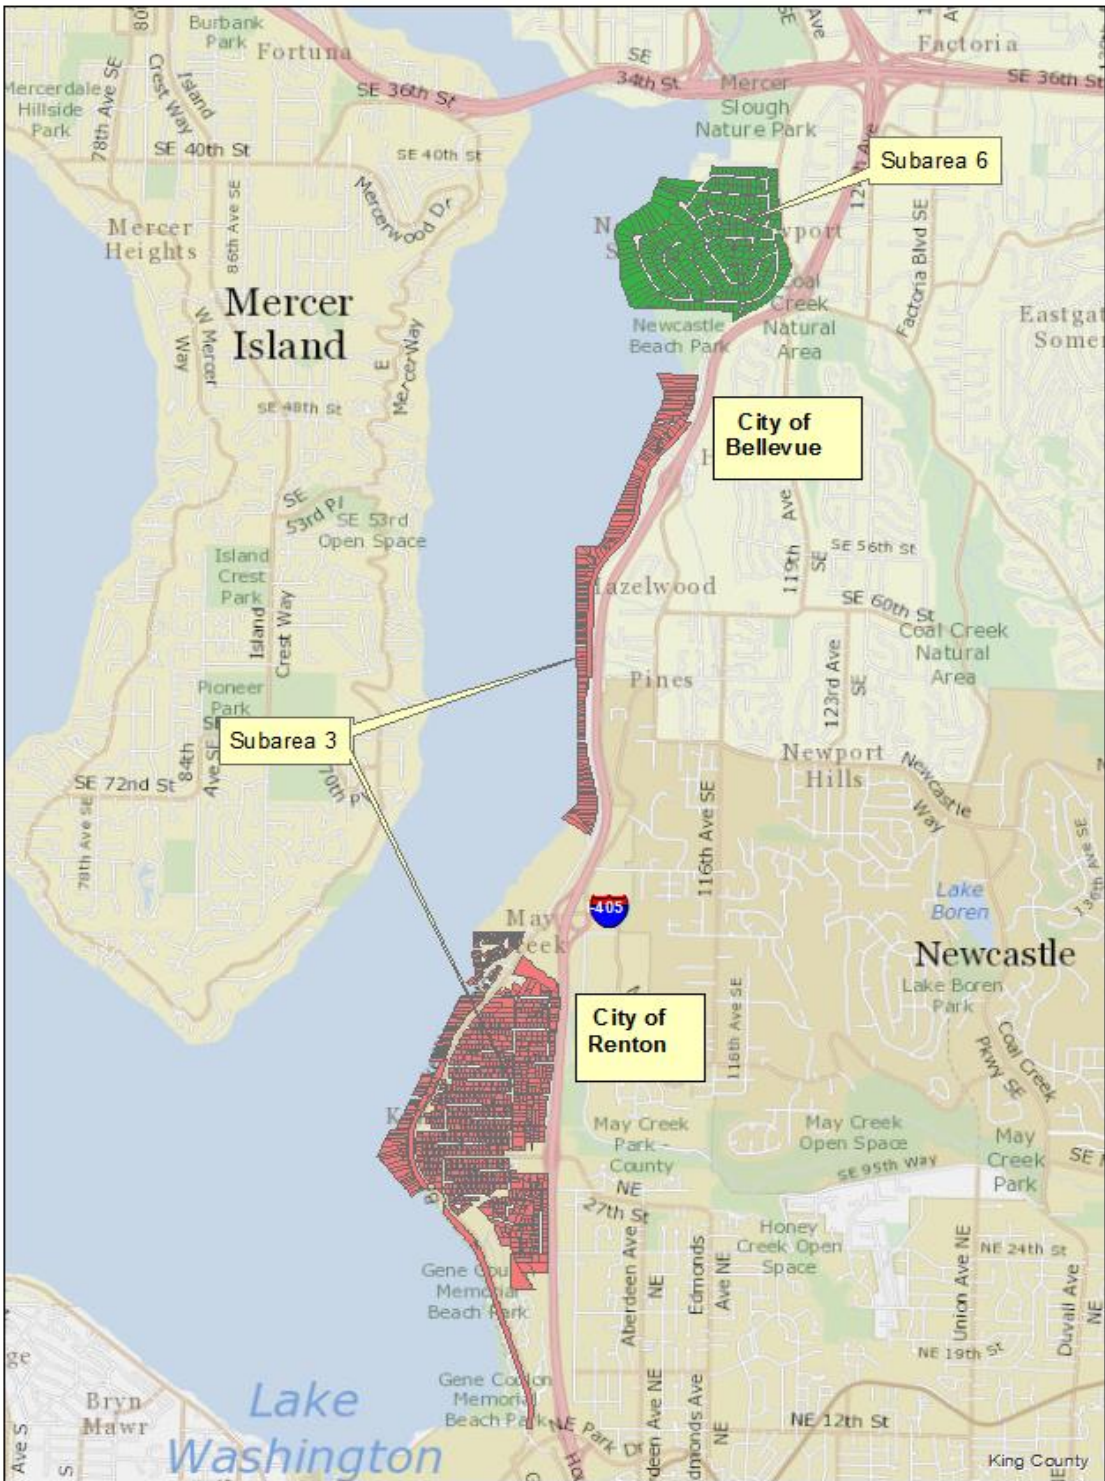 Burbank
Park
Fortuna
80
78th Ave SE
Crest Way
Island
Mercerdale
Hillside
Park
SE 36th St
SE
34th St
Ave
SE
Factoria
SE 36th St
Mercer
Slough
Nature Park
SE 40th St
SE 40th St
Mercerwood Dr
Subarea 6
Mercer
Heights
86th Ave SE
Factoria Blvd SE
Mercer
Island
W Mercer
Way
E
Mercer Way
Coal
Creek
Natural
Area
Newcastle
Beach Park
SE 48th St
City of
Bellevue
SE
53rd Pl
SE 53rd
Open Space
Island
Crest
Park
Island
Crest Way
119th Ave
SE
SE 56th St
SE 60th St
Coal Creek
Natural
Area
Pines
123rd Ave
SE
Pioneer
Park
Subarea 3
84th
Ave SE
SE 72nd St
78th Ave SE
70th Pl
Newport
Hills
Newcastle
Way
116th Ave SE
136th Ave SE
405
Lake
Boren
May
Newcastle
Lake Boren
Park
City of
Renton
116th Ave SE
Coal Creek
Pkwy SE
May Creek
Park -
County
May Creek
Open Space
SE 95th Way
May
Creek
Park
NE
27th St
Honey
Creek Open
Space
Aberdeen Ave
NE
Edmonds
Ave NE
Union Ave NE
NE 24th St
Duvall Ave
NE
NE 19th St
Gene Coulon
Memorial
Beach Park
Gene Coulon
Memorial
Beach Park
NE Park Dr
NE 12th St
Bryn
Mawr
Ave S
S
Lake
Washington
King County